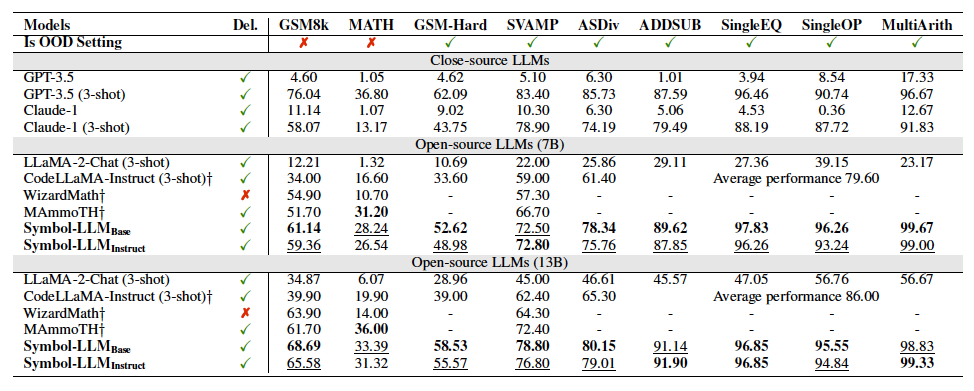 Models Del. GSM8k MATH GSM-Hard SVAMP ASDiv ADDSUB SingleEQ SingleOP MultiArith
Is OOD Setting ✗ ✗ ✓ ✓ ✓ ✓ ✓ ✓ ✓
Close-source LLMs
GPT-3.5 ✓ 4.60 1.05 4.62 5.10 6.30 1.01 3.94 8.54 17.33
GPT-3.5 (3-shot) ✓ 76.04 36.80 62.09 83.40 85.73 87.59 96.46 90.74 96.67
Claude-1 ✓ 11.14 1.07 9.02 10.30 6.30 5.06 4.53 0.36 12.67
Claude-1 (3-shot) ✓ 58.07 13.17 43.75 78.90 74.19 79.49 88.19 87.72 91.83
Open-source LLMs (7B)
LLaMA-2-Chat (3-shot) ✓ 12.21 1.32 10.69 22.00 25.86 29.11 27.36 39.15 23.17
CodeLLaMA-Instruct (3-shot)† ✓ 34.00 16.60 33.60 59.00 61.40 Average performance 79.60
WizardMath† ✗ 54.90 10.70 - 57.30 - - - - -
MAmmoTH† ✓ 51.70 31.20 - 66.70 - - - - -
Symbol-LLMBase ✓ 61.14 28.24 52.62 72.50 78.34 89.62 97.83 96.26 99.67
Symbol-LLMInstruct ✓ 59.36 26.54 48.98 72.80 75.76 87.85 96.26 93.24 99.00
Open-source LLMs (13B)
LLaMA-2-Chat (3-shot) ✓ 34.87 6.07 28.96 45.00 46.61 45.57 47.05 56.76 56.67
CodeLLaMA-Instruct (3-shot)† ✓ 39.90 19.90 39.00 62.40 65.30 Average performance 86.00
WizardMath† ✗ 63.90 14.00 - 64.30 - - - - -
MAmmoTH† ✓ 61.70 36.00 - 72.40 - - - - -
Symbol-LLMBase ✓ 68.69 33.39 58.53 78.80 80.15 91.14 96.85 95.55 98.83
Symbol-LLMInstruct ✓ 65.58 31.32 55.57 76.80 79.01 91.90 96.85 94.84 99.33